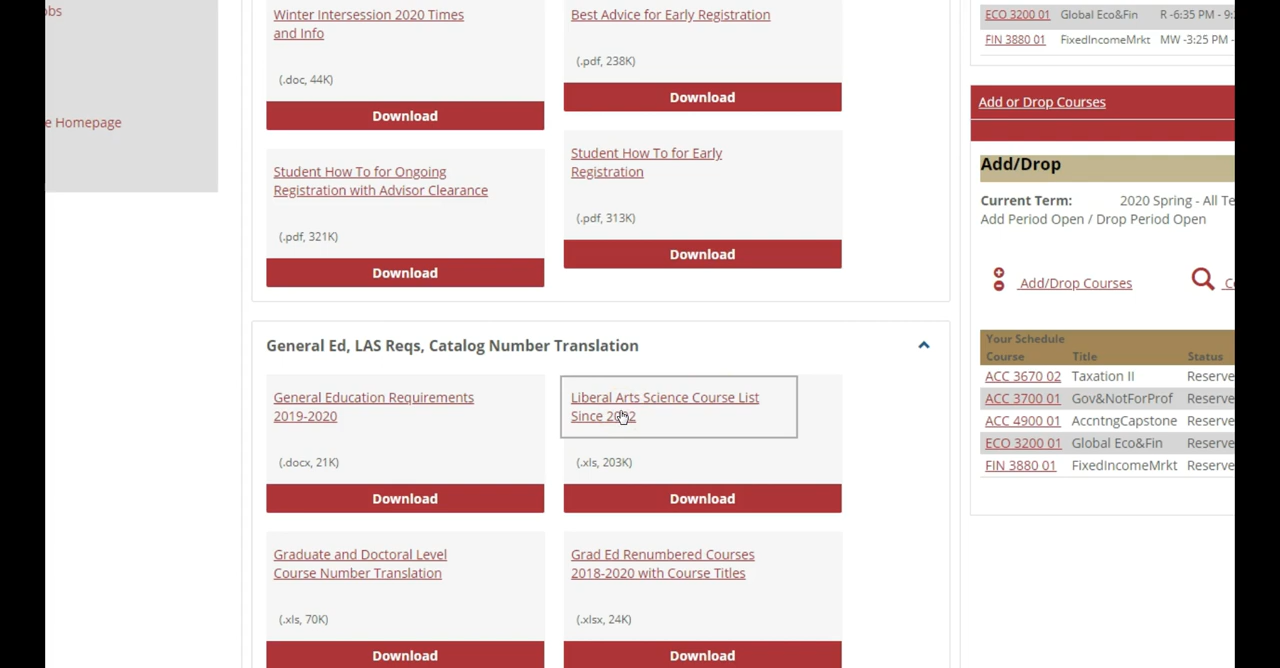 obs
e Homepage
Winter Intersession 2020 Times
and Info
(.doc, 44K)
Download
Best Advice for Early Registration
(.pdf, 238K)
Download
Student How To for Ongoing
Registration with Advisor Clearance
(.pdf, 321K)
Download
Student How To for Early
Registration
(.pdf, 313K)
Download
General Ed, LAS Reqs, Catalog Number Translation
General Education Requirements
2019-2020
(.docx, 21K)
Download
Liberal Arts Science Course List
Since 2002
(.xls, 203K)
Download
Graduate and Doctoral Level
Course Number Translation
(.xls, 70K)
Download
Grad Ed Renumbered Courses
2018-2020 with Course Titles
(.xlsx, 24K)
Download
ECO 3200 01 Global Eco&Fin R -6:35 PM - 9:
FIN 3880 01 FixedIncomeMrkt MW -3:25 PM -
Add or Drop Courses
Add/Drop
Current Term: 2020 Spring - All Te
Add Period Open / Drop Period Open
Add/Drop Courses C
Your Schedule
Course Title Status
ACC 3670 02 Taxation II Reserve
ACC 3700 01 Gov&NotForProf Reserve
ACC 4900 01 AccntngCapstone Reserve
ECO 3200 01 Global Eco&Fin Reserve
FIN 3880 01 FixedIncomeMrkt Reserve